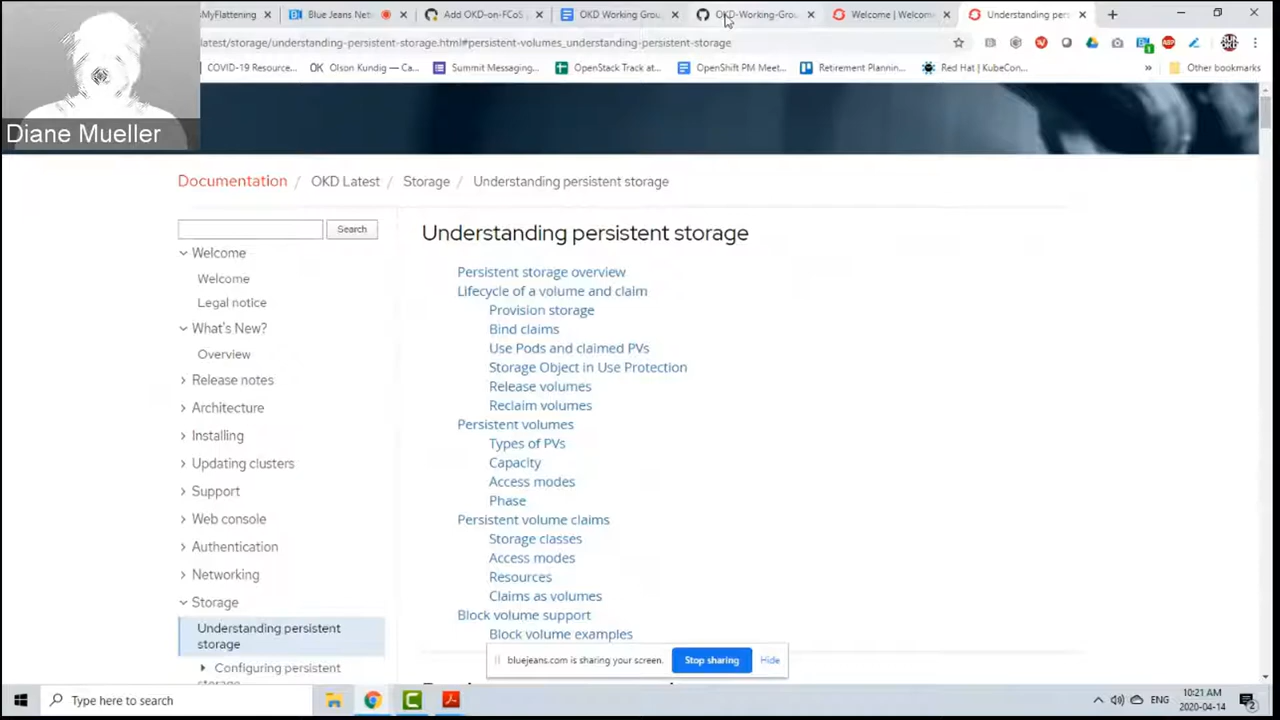 MyFlattening
Blue Jeans Net
Add OKD-on-FCoS
OKD Working Grou
OKD-Working-Grou
Welcome | Welcom
Understanding per
latest/storage/understanding-persistent-storage.html#persistent-volumes_understanding-persistent-storage
COVID-19 Resource...
OK Olson Kundig — Ca...
Summit Messaging...
OpenStack Track at...
OpenShift PM Meet...
Retirement Plannin...
Red Hat | KubeCon...
»
Other bookmarks
Diane Mueller
Documentation / OKD Latest / Storage / Understanding persistent storage
Search
Welcome
Welcome
Legal notice
What's New?
Overview
Release notes
Architecture
Installing
Updating clusters
Support
Web console
Authentication
Networking
Storage
Understanding persistent
storage
Configuring persistent
storage
Understanding persistent storage
Persistent storage overview
Lifecycle of a volume and claim
Provision storage
Bind claims
Use Pods and claimed PVs
Storage Object in Use Protection
Release volumes
Reclaim volumes
Persistent volumes
Types of PVs
Capacity
Access modes
Phase
Persistent volume claims
Storage classes
Access modes
Resources
Claims as volumes
Block volume support
Block volume examples
bluejeans.com is sharing your screen.
Stop sharing
Hide
Type here to search
ENG
10:21 AM
2020-04-14
2